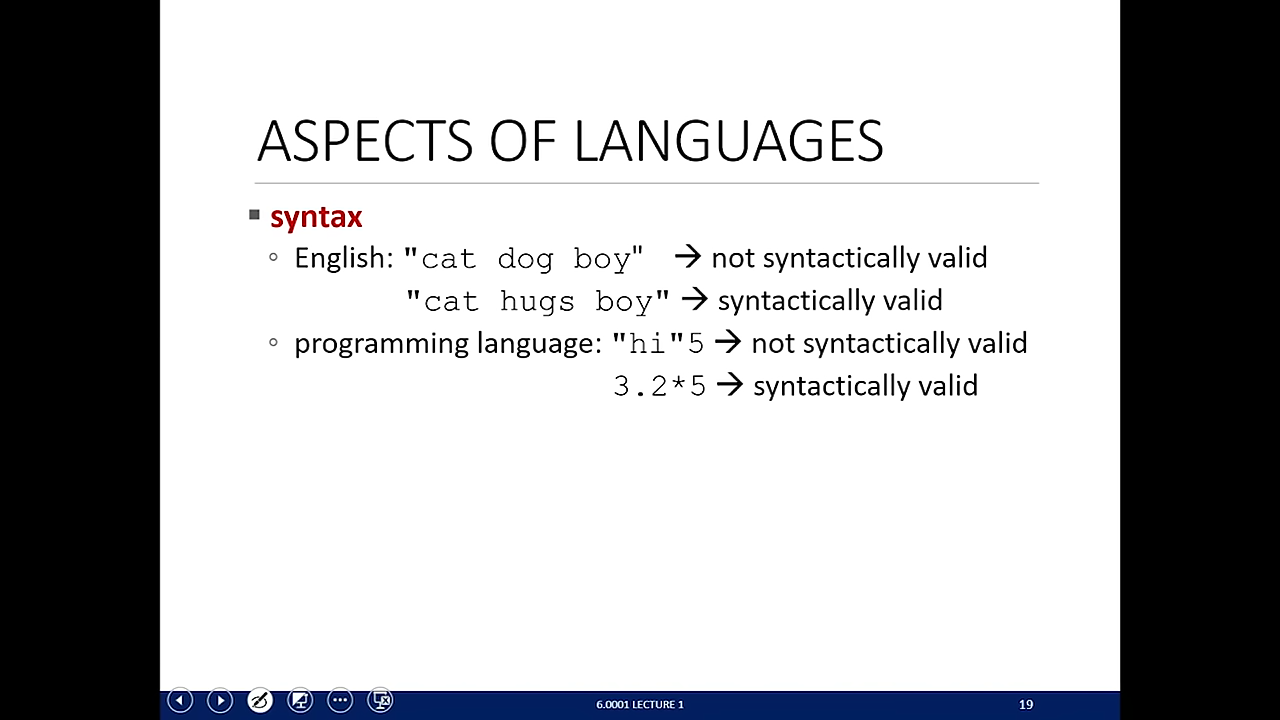 ASPECTS OF LANGUAGES
▪ syntax
◦ English: "cat dog boy" → not syntactically valid
"cat hugs boy" → syntactically valid
◦ programming language: "hi"5 → not syntactically valid
3.2*5 → syntactically valid
6.0001 LECTURE 1
19